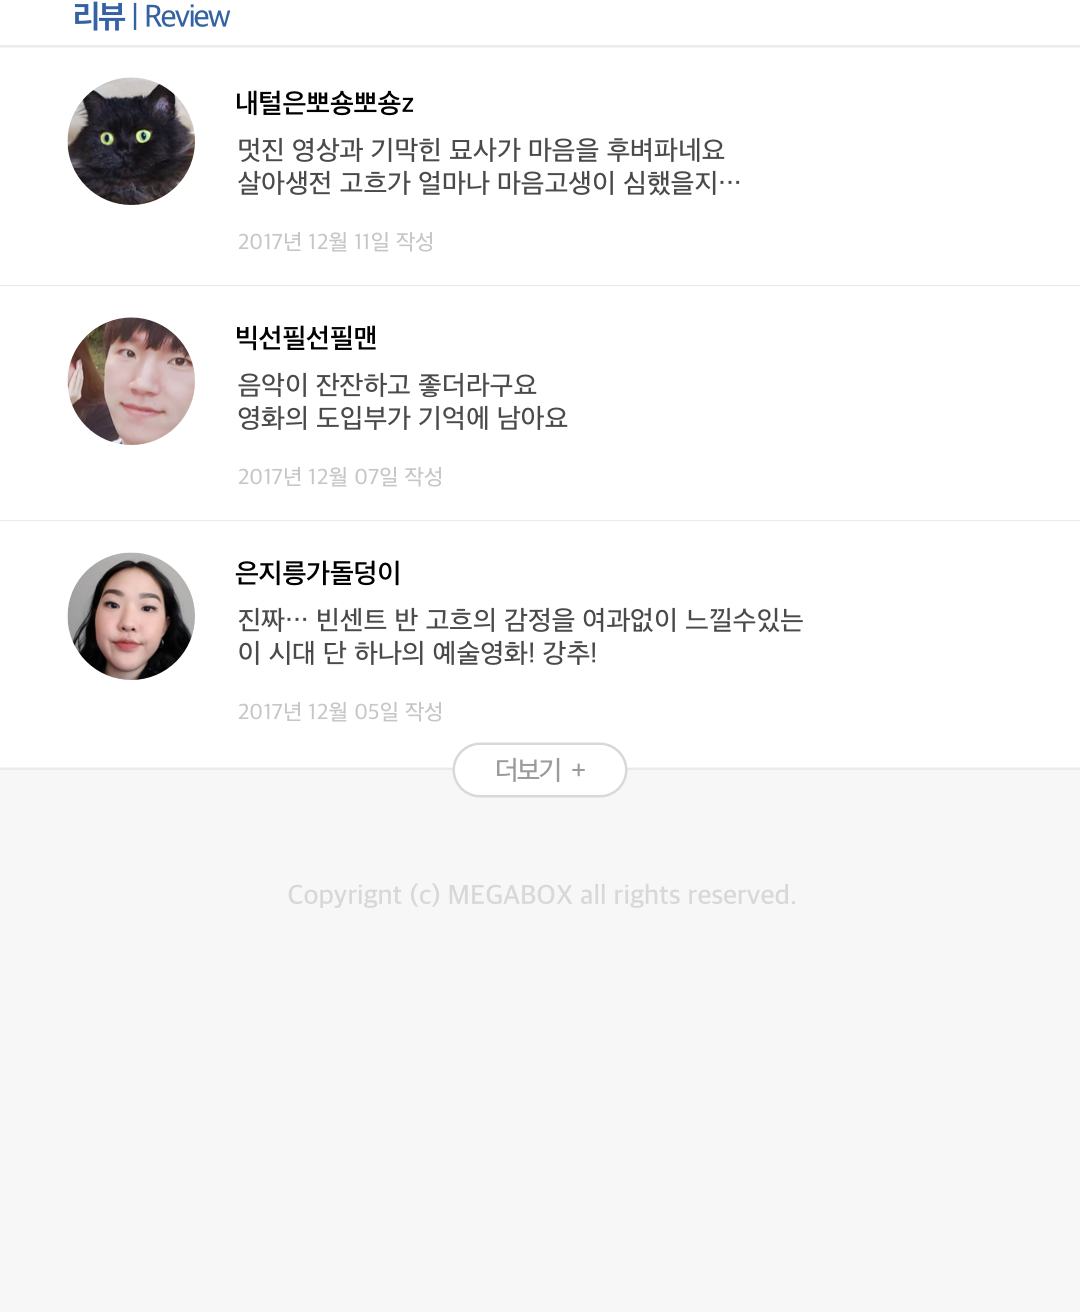 리뷰 | Review
내털은뽀숑뽀숑z
멋진 영상과 기막힌 묘사가 마음을 후벼파네요
살아생전 고흐가 얼마나 마음고생이 심했을지…
2017년 12월 11일 작성
빅선필선필맨
음악이 잔잔하고 좋더라구요
영화의 도입부가 기억에 남아요
2017년 12월 07일 작성
은지릉가돌덩이
진짜… 빈센트 반 고흐의 감정을 여과없이 느낄수있는
이 시대 단 하나의 예술영화! 강추!
2017년 12월 05일 작성
더보기 +
Copyrignt (c) MEGABOX all rights reserved.